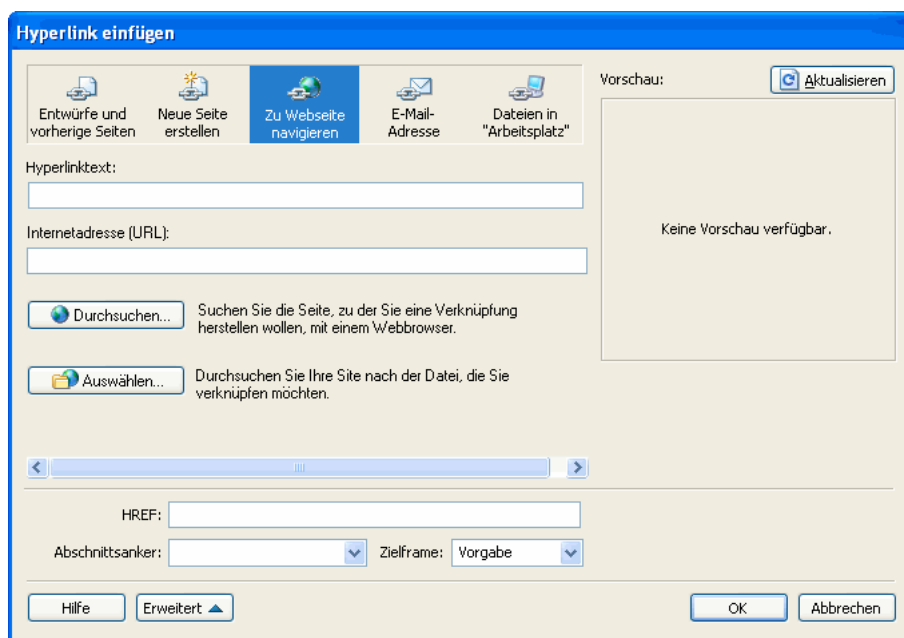 Hyperlink einfügen
Entwürfe und
vorherige Seiten
Neue Seite
erstellen
Zu Webseite
navigieren
E-Mail-
Adresse
Dateien in
"Arbeitsplatz"
Vorschau:
Aktualisieren
Hyperlinktext:
Internetadresse (URL):
Keine Vorschau verfügbar.
Durchsuchen...
Suchen Sie die Seite, zu der Sie eine Verknüpfung
herstellen wollen, mit einem Webbrowser.
Auswählen...
Durchsuchen Sie Ihre Site nach der Datei, die Sie
verknüpfen möchten.
HREF:
Abschnittsanker:
Zielframe:
Vorgabe
Hilfe
Erweitert
OK
Abbrechen